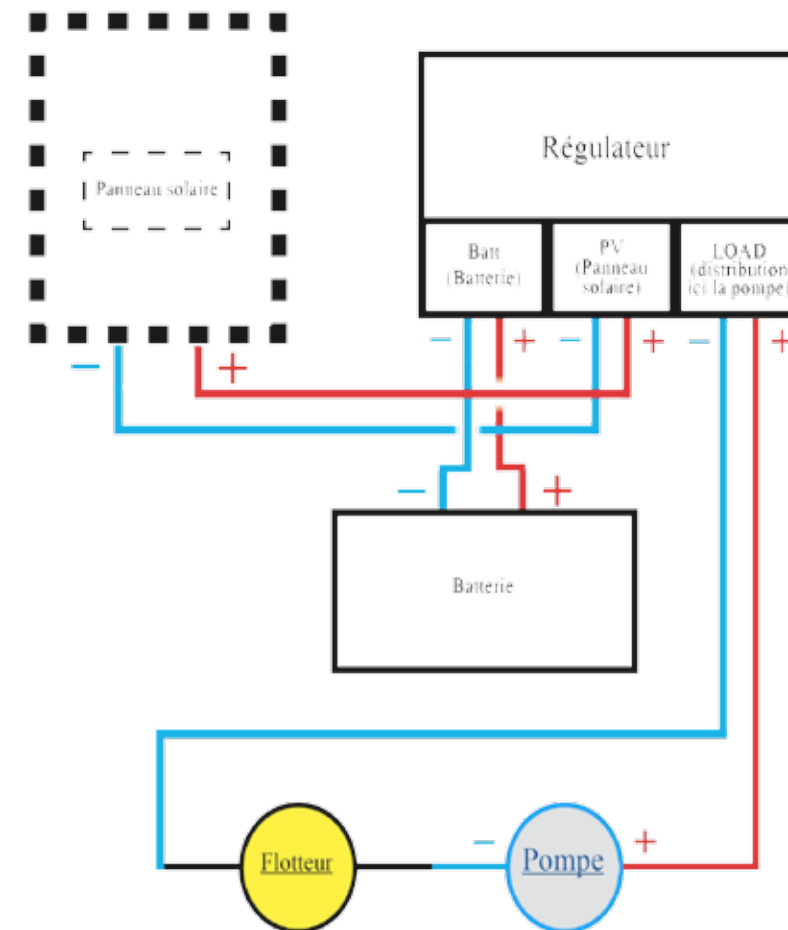 Panneau solaire
Régulateur
Batt
(Batterie)
PV
(Panneau
solaire)
LOAD
(distribution
ici la pompe)
−
+
−
+
−
+
−
+
−
+
Batterie
Flotteur
−
Pompe
+